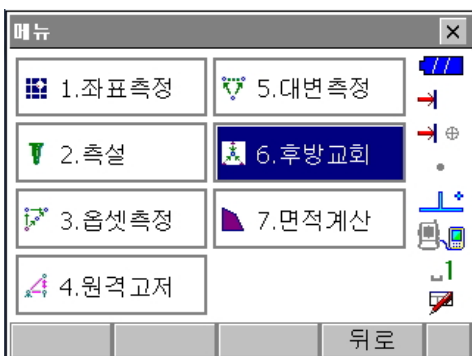 메뉴
1.좌표측정
2.측설
3.옵셋측정
4.원격고저
5.대변측정
6.후방교회
7.면적계산
1
뒤로